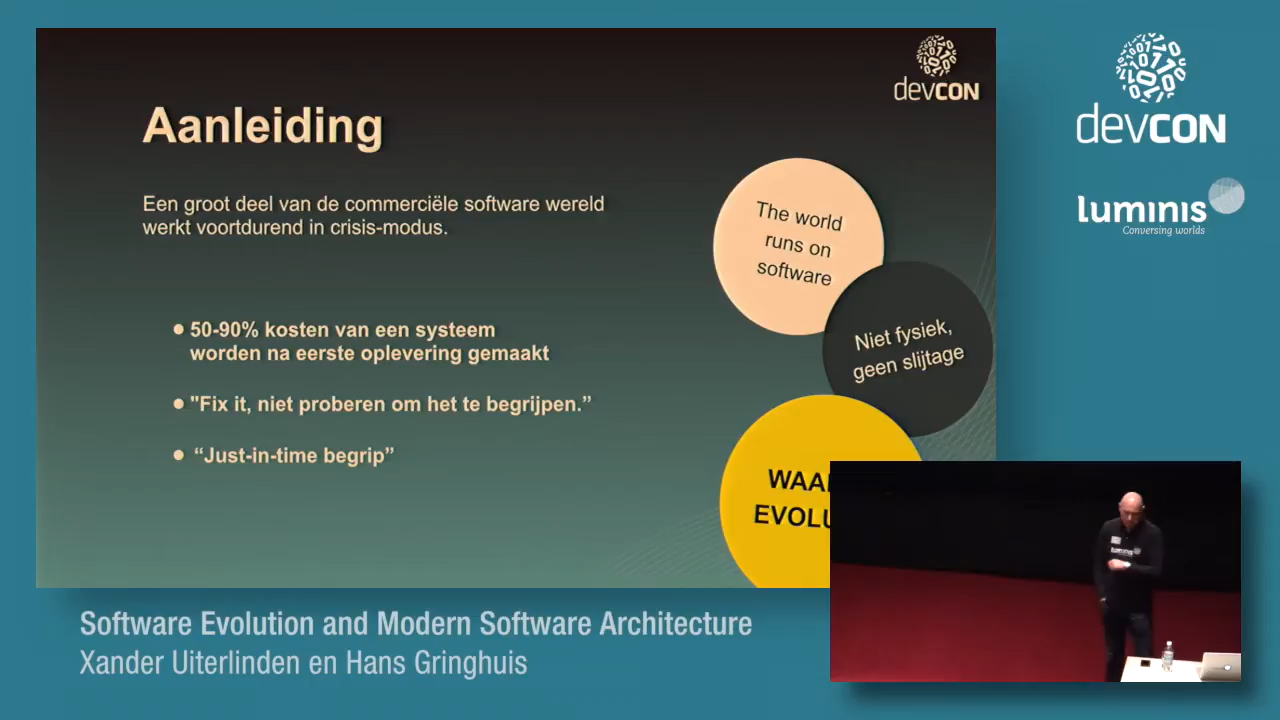 devcon
Aanleiding
Een groot deel van de commerciële software wereld
werkt voortdurend in crisis-modus.
• 50-90% kosten van een systeem
worden na eerste oplevering gemaakt
• "Fix it, niet proberen om het te begrijpen.”
• “Just-in-time begrip”
The world
runs on
software
Niet fysiek,
geen slijtage
devcon
luminis
Conversing worlds
luminis
Software Evolution and Modern Software Architecture
Xander Uiterlinden en Hans Gringhuis